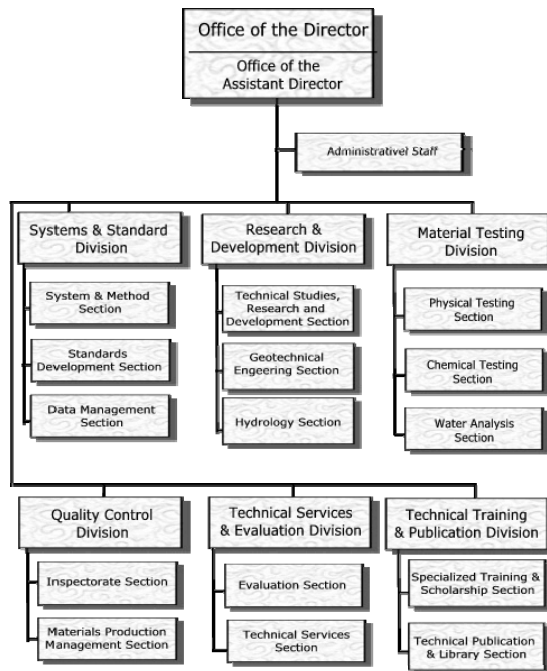 Office of the Director
Office of the
Assistant Director
Administrativel Staff
Systems & Standard
Division
System & Method
Section
Standards
Development Section
Data Management
Section
Research &
Development Division
Technical Studies,
Research and
Development Section
Geotechnical
Engeering Section
Hydrology Section
Material Testing
Division
Physical Testing
Section
Chemical Testing
Section
Water Analysis
Section
Quality Control
Division
Inspectorate Section
Materials Production
Management Section
Technical Services
& Evaluation Division
Evaluation Section
Technical Services
Section
Technical Training
& Publication Division
Specialized Training &
Scholarship Section
Technical Publication
& Library Section